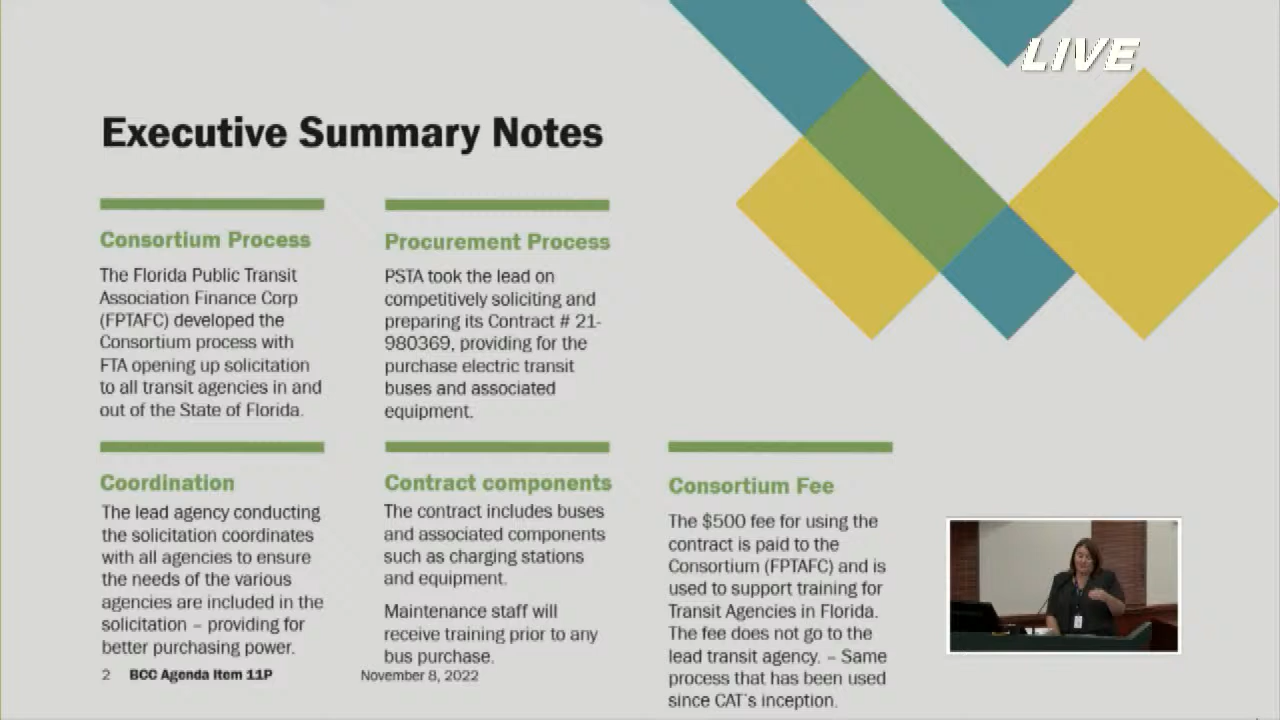 LIVE
Executive Summary Notes
Consortium Process
The Florida Public Transit
Association Finance Corp
(FPTAFC) developed the
Consortium process with
FTA opening up solicitation
to all transit agencies in and
out of the State of Florida.
Procurement Process
PSTA took the lead on
competitively soliciting and
preparing its Contract # 21-
980369, providing for the
purchase electric transit
buses and associated
equipment.
Coordination
The lead agency conducting
the solicitation coordinates
with all agencies to ensure
the needs of the various
agencies are included in the
solicitation – providing for
better purchasing power.
Contract components
The contract includes buses
and associated components
such as charging stations
and equipment.
Maintenance staff will
receive training prior to any
bus purchase.
Consortium Fee
The $500 fee for using the
contract is paid to the
Consortium (FPTAFC) and is
used to support training for
Transit Agencies in Florida.
The fee does not go to the
lead transit agency. – Same
process that has been used
since CAT's inception.
2 BCC Agenda Item 11P November 8, 2022